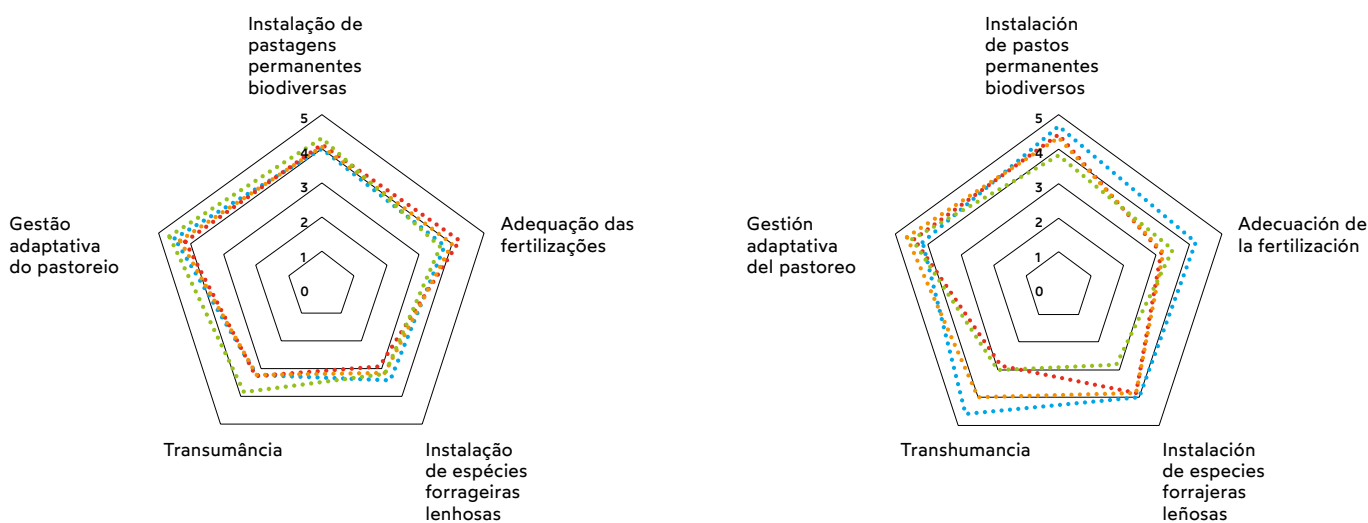 Instalação de
pastagens
permanentes
biodiversas
5
4
3
2
1
0
Gestão
adaptativa
do pastoreio
Adequação das
fertilizações
Transumância
Instalação
de espécies
forrageiras
lenhosas
Instalación
de pastos
permanentes
biodiversos
5
4
3
2
1
0
Gestión
adaptativa
del pastoreo
Adecuación de
la fertilización
Transhumancia
Instalación
de especies
forrajeras
leñosas